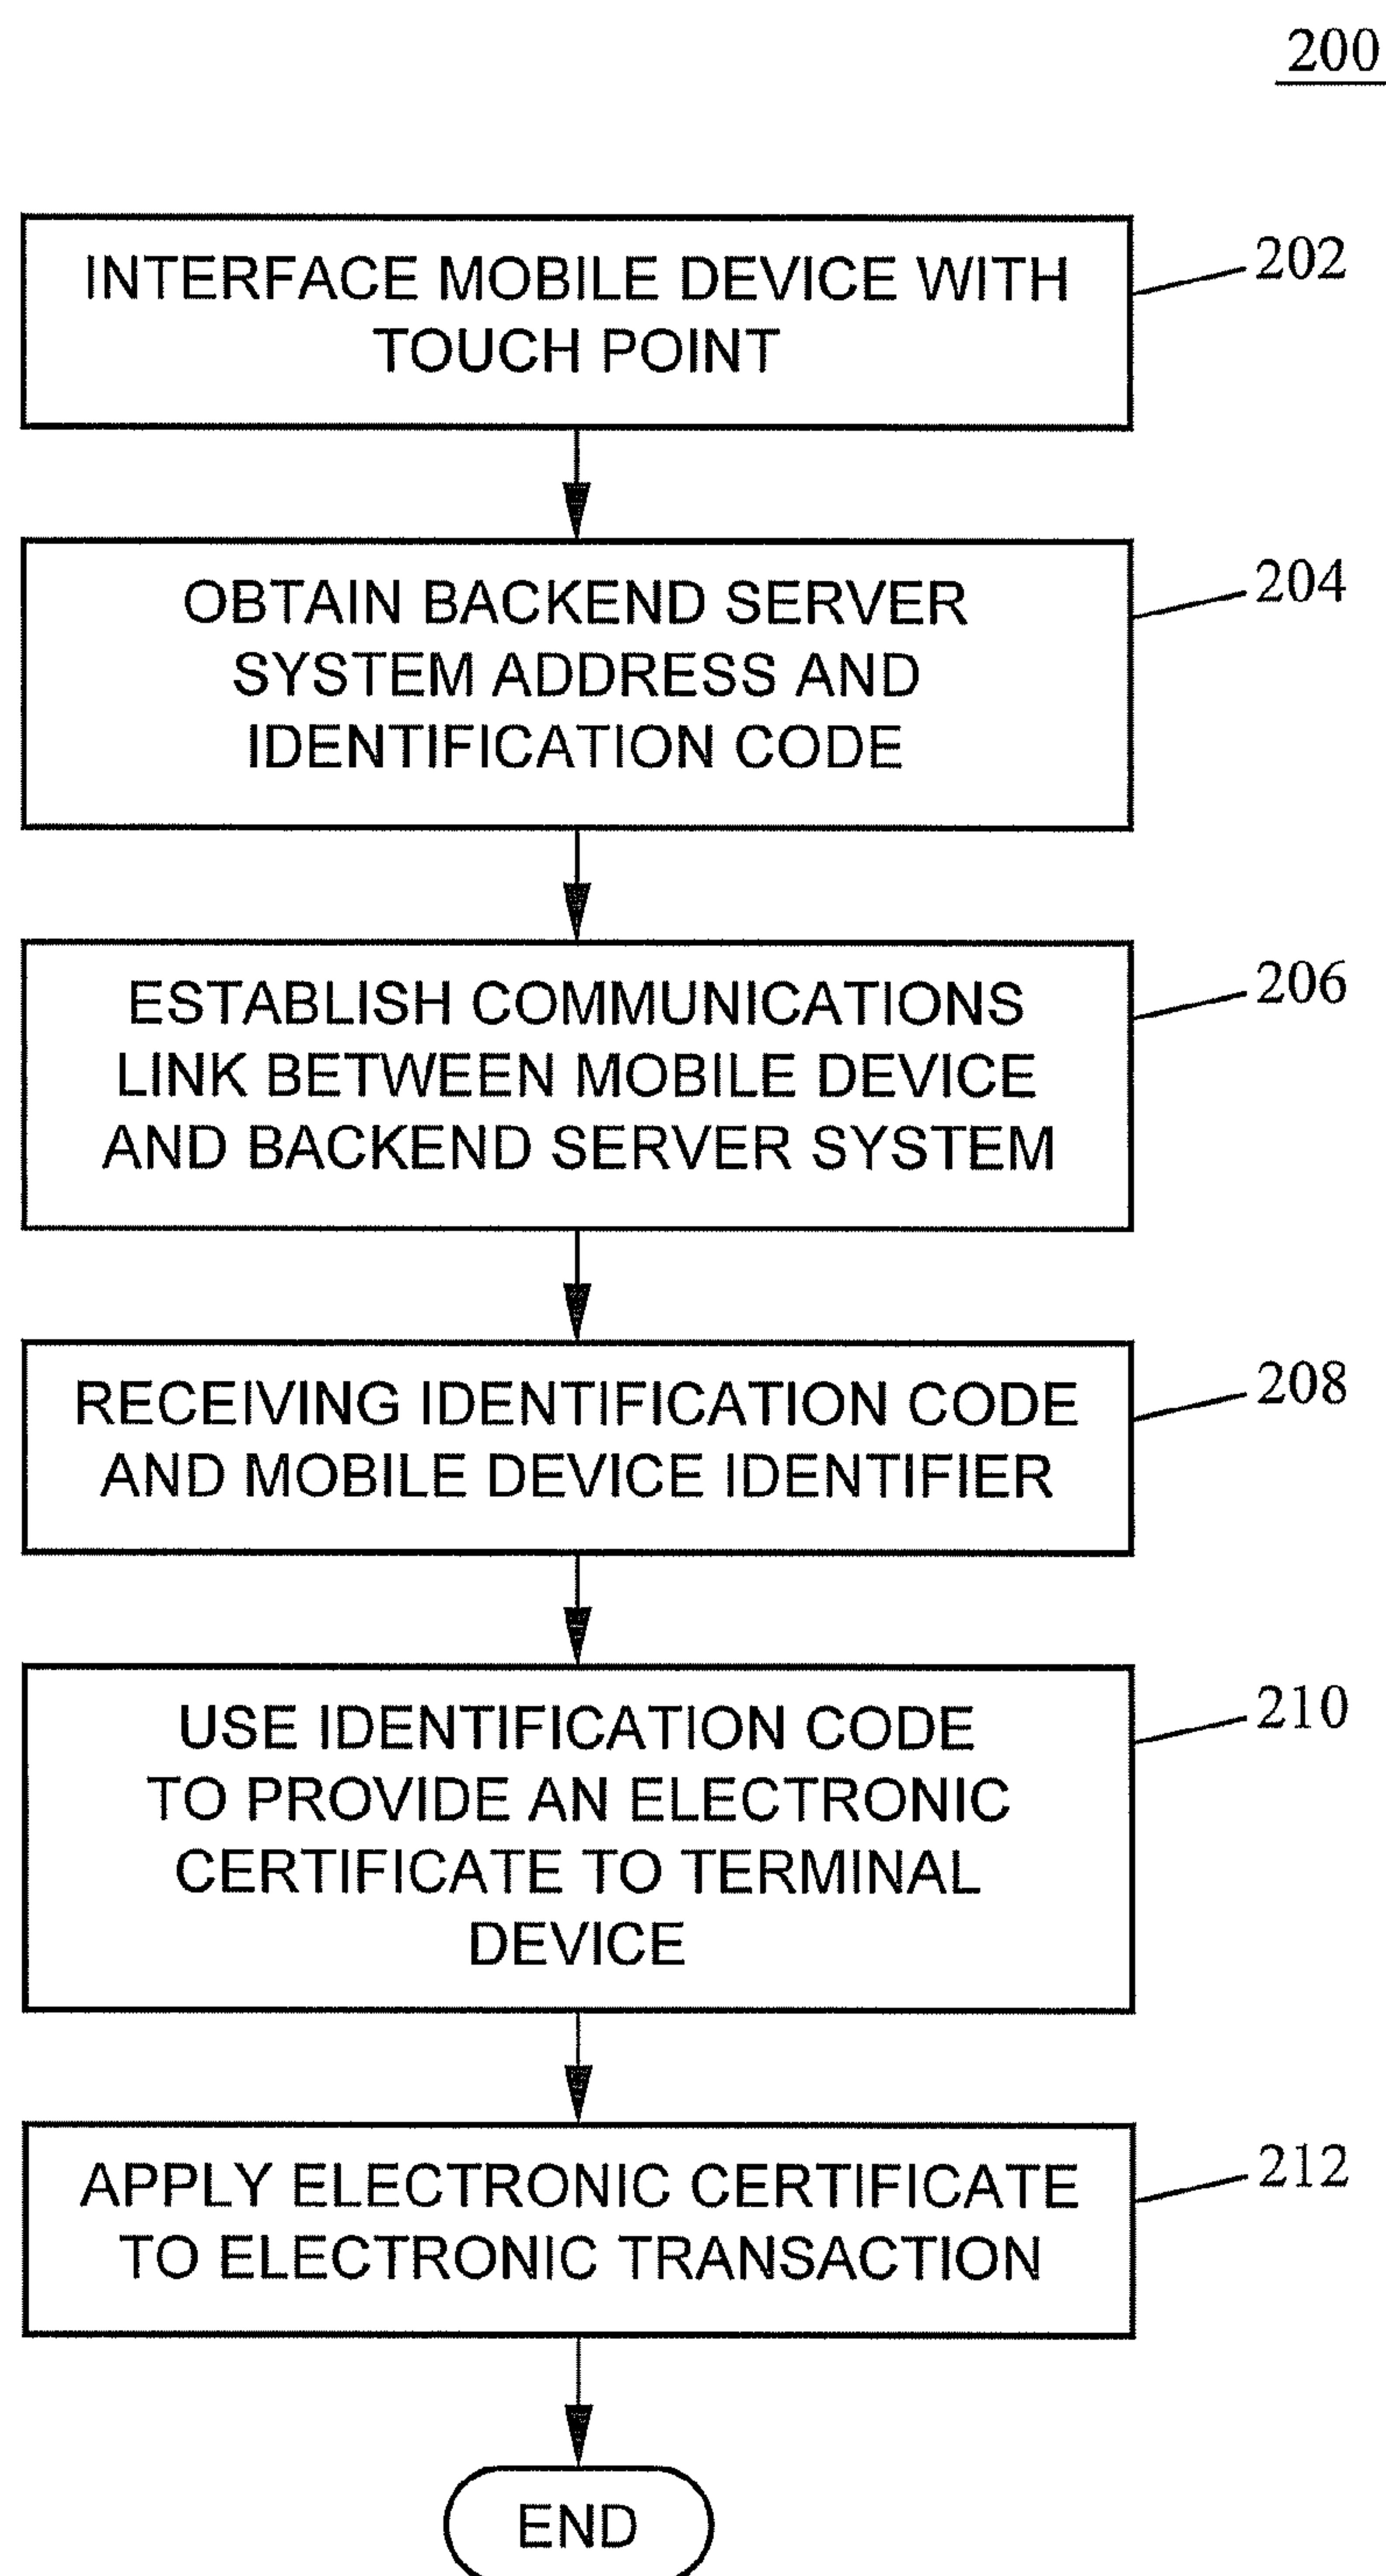 200
INTERFACE MOBILE DEVICE WITH
TOUCH POINT
202
OBTAIN BACKEND SERVER
SYSTEM ADDRESS AND
IDENTIFICATION CODE
204
ESTABLISH COMMUNICATIONS
LINK BETWEEN MOBILE DEVICE
AND BACKEND SERVER SYSTEM
206
RECEIVING IDENTIFICATION CODE
AND MOBILE DEVICE IDENTIFIER
208
USE IDENTIFICATION CODE
TO PROVIDE AN ELECTRONIC
CERTIFICATE TO TERMINAL
DEVICE
210
APPLY ELECTRONIC CERTIFICATE
TO ELECTRONIC TRANSACTION
212
END